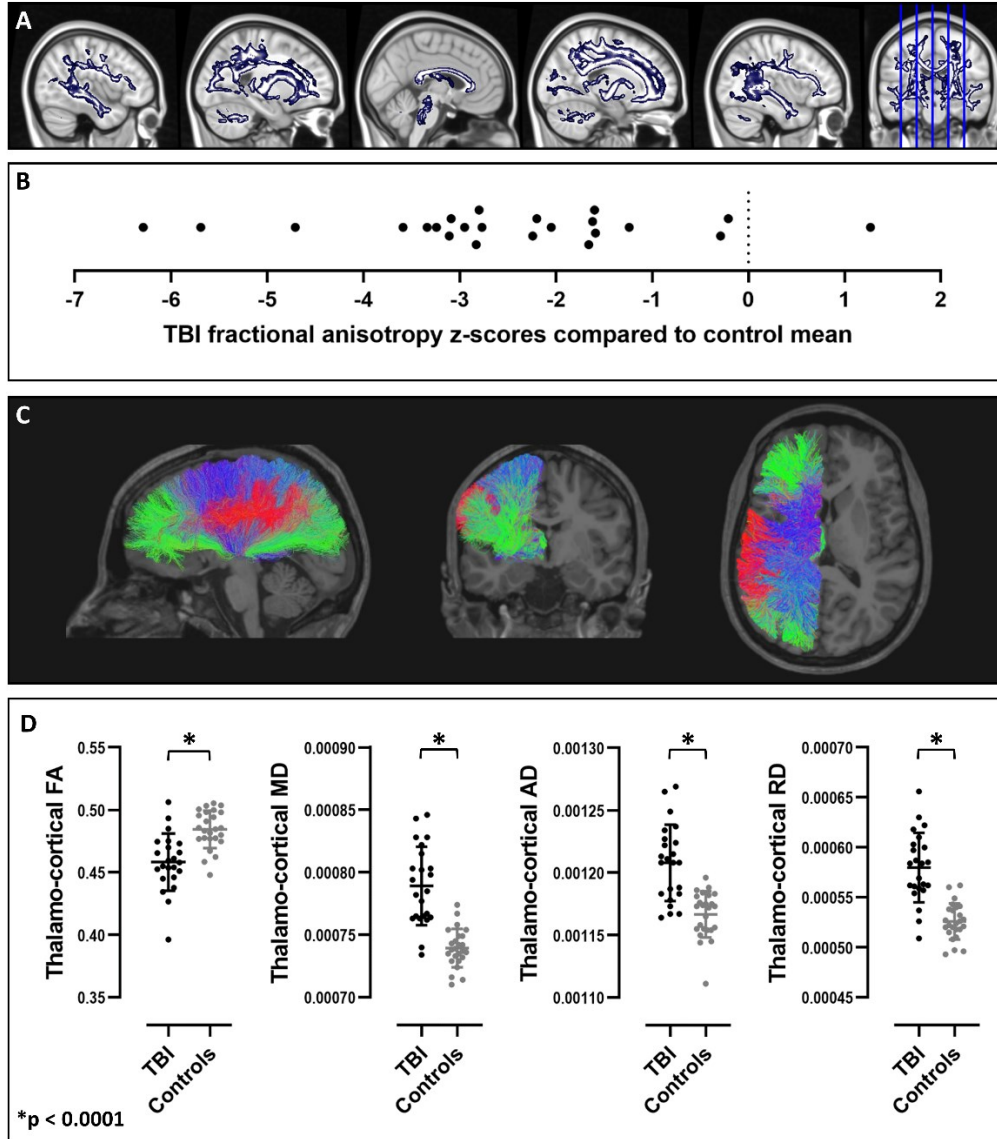 A
B
-7 -6 -5 -4 -3 -2 -1 0 1 2
TBI fractional anisotropy z-scores compared to control mean
C
D
Thalamo-cortical FA
0.55
0.50
0.45
0.40
0.35
*
TBI
Controls
Thalamo-cortical MD
0.00090
0.00085
0.00080
0.00075
0.00070
*
TBI
Controls
Thalamo-cortical AD
0.00130
0.00125
0.00120
0.00115
0.00110
*
TBI
Controls
Thalamo-cortical RD
0.00070
0.00065
0.00060
0.00055
0.00050
0.00045
*
TBI
Controls
*p < 0.0001